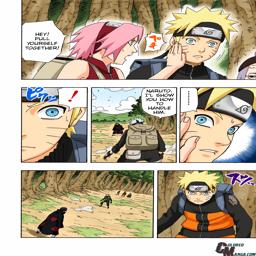 HEY! PULL
YOURSELF
TOGETHER!
!
NARUTO,
I'LL SHOW
YOU HOW
TO
HANDLE
HIM.
COLORED
MANGA.COM